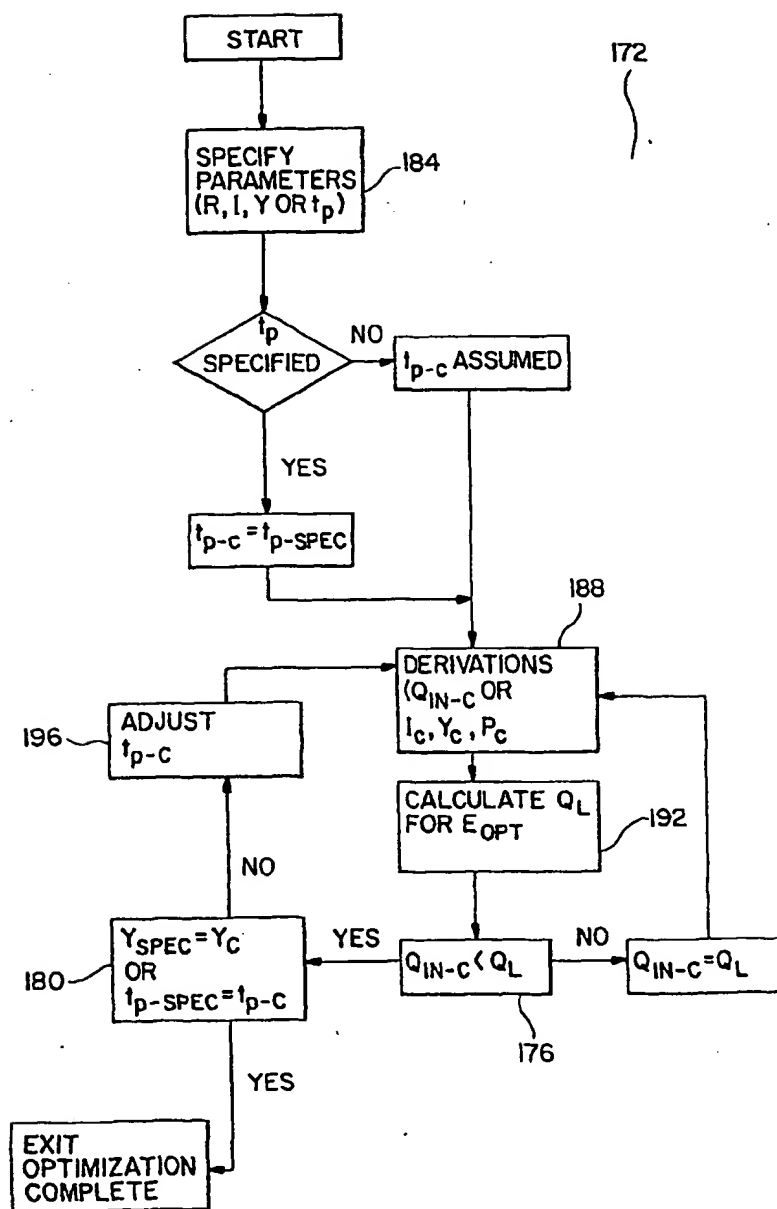 START
172
SPECIFY
PARAMETERS
(R, I, Y OR tp)
184
tp
SPECIFIED
NO
tp-c ASSUMED
YES
tp-c = tp-SPEC
188
DERIVATIONS
(QIN-C OR
IC, YC, PC
ADJUST
tp-C
196
CALCULATE QL
FOR EOPT
192
NO
YSPEC = YC
OR
tp-SPEC = tp-C
180
YES
QIN-C < QL
NO
QIN-C = QL
176
YES
EXIT
OPTIMIZATION
COMPLETE